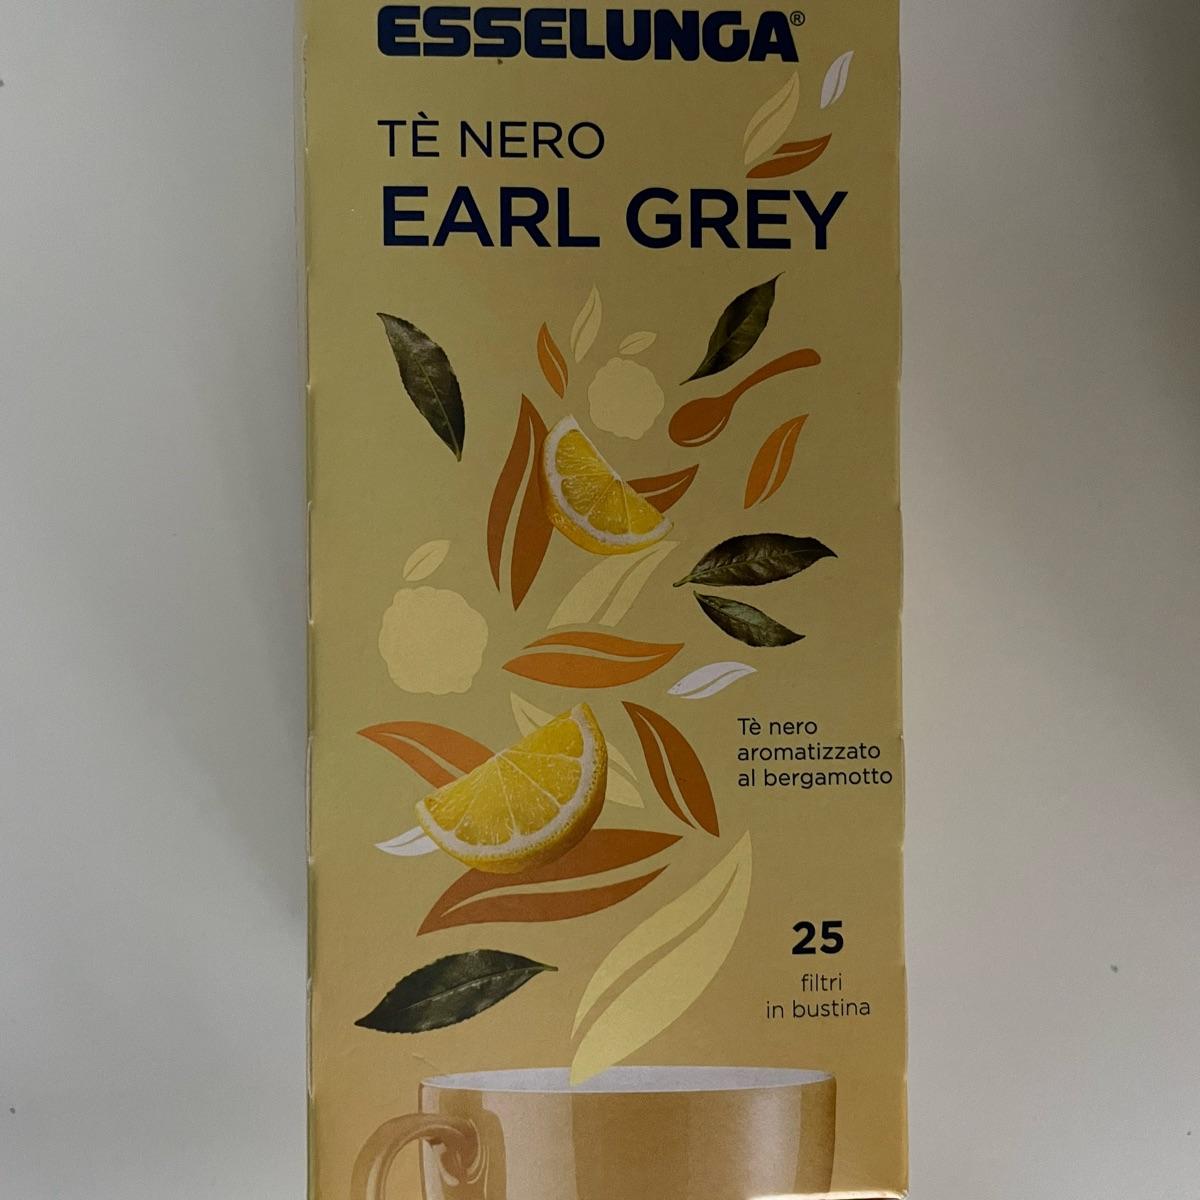 ESSELUNGA®
TÈ NERO
EARL GREY
Tè nero
aromatizzato
al bergamotto
25
filtri
in bustina